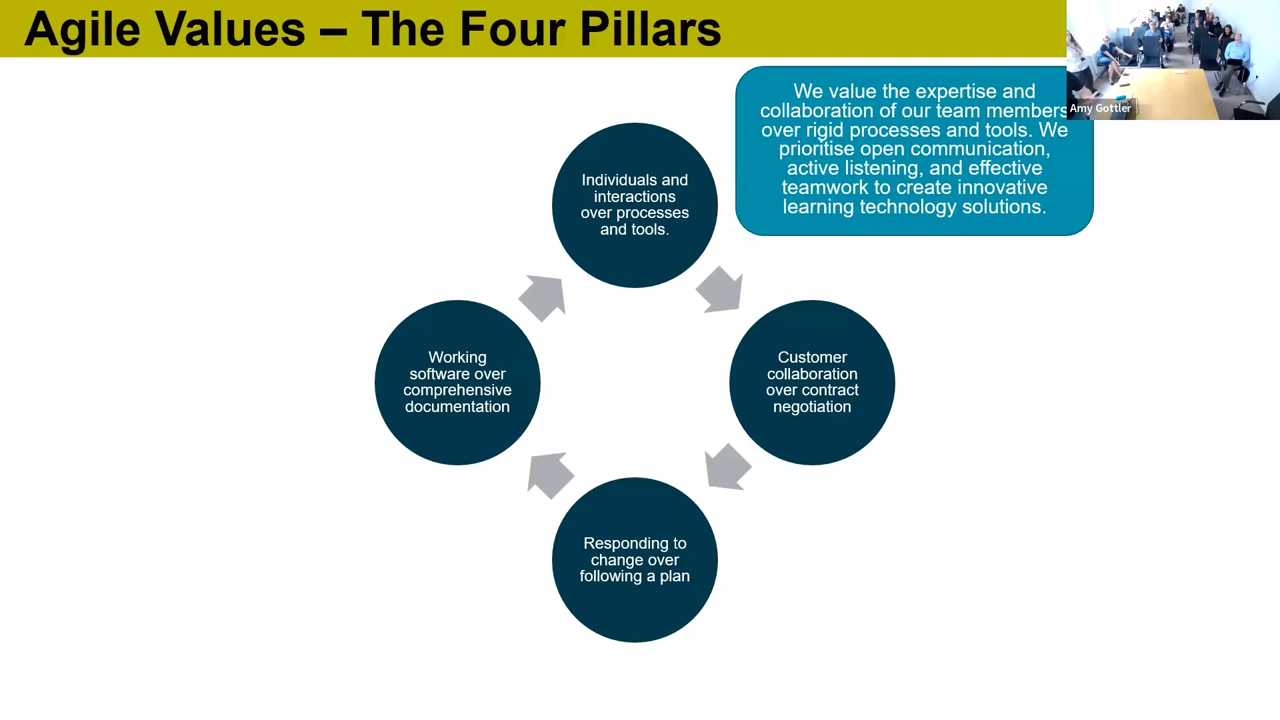 Agile Values – The Four Pillars
Amy Gottler
We value the expertise and
collaboration of our team members
over rigid processes and tools. We
prioritise open communication,
active listening, and effective
teamwork to create innovative
learning technology solutions.
Individuals and
interactions
over processes
and tools.
Customer
collaboration
over contract
negotiation
Responding to
change over
following a plan
Working
software over
comprehensive
documentation